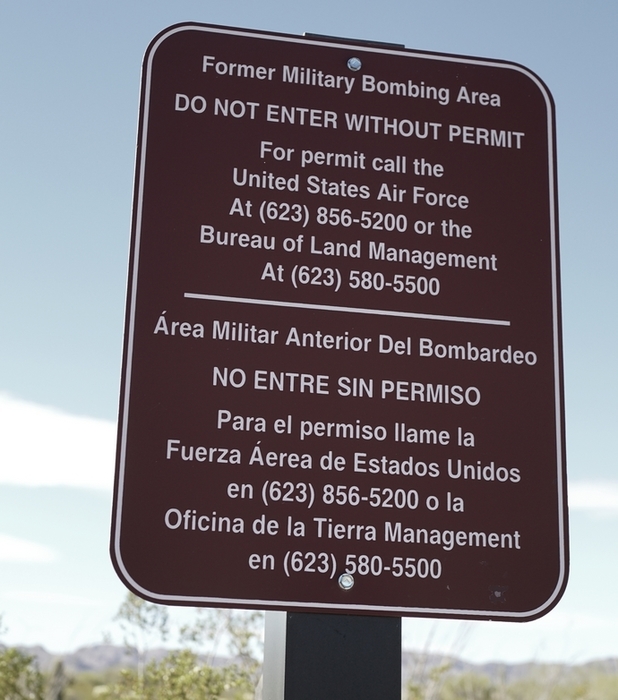 Former Military Bombing Area
DO NOT ENTER WITHOUT PERMIT
For permit call the
United States Air Force
At (623) 856-5200 or the
Bureau of Land Management
At (623) 580-5500
Área Militar Anterior Del Bombardeo
NO ENTRE SIN PERMISO
Para el permiso llame la
Fuerza Áerea de Estados Unidos
en (623) 856-5200 o la
Oficina de la Tierra Management
en (623) 580-5500